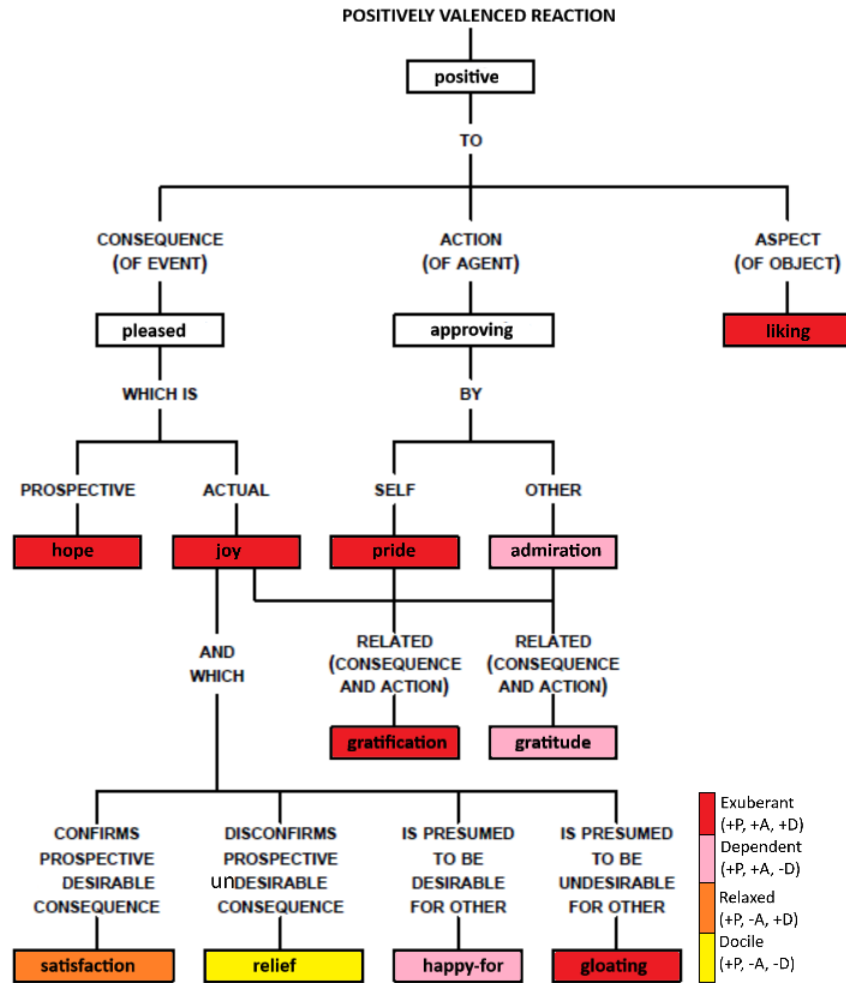 POSITIVELY VALENCED REACTION
positive
TO
CONSEQUENCE
(OF EVENT)
ACTION
(OF AGENT)
ASPECT
(OF OBJECT)
pleased
approving
liking
WHICH IS
BY
PROSPECTIVE
ACTUAL
SELF
OTHER
hope
joy
pride
admiration
AND
WHICH
RELATED
(CONSEQUENCE
AND ACTION)
RELATED
(CONSEQUENCE
AND ACTION)
gratification
gratitude
CONFIRMS
PROSPECTIVE
DESIRABLE
CONSEQUENCE
DISCONFIRMS
PROSPECTIVE
unDESIRABLE
CONSEQUENCE
IS PRESUMED
TO BE
DESIRABLE
FOR OTHER
IS PRESUMED
TO BE
UNDESIRABLE
FOR OTHER
satisfaction
relief
happy-for
gloating
Exuberant
(+P, +A, +D)
Dependent
(+P, +A, -D)
Relaxed
(+P, -A, +D)
Docile
(+P, -A, -D)